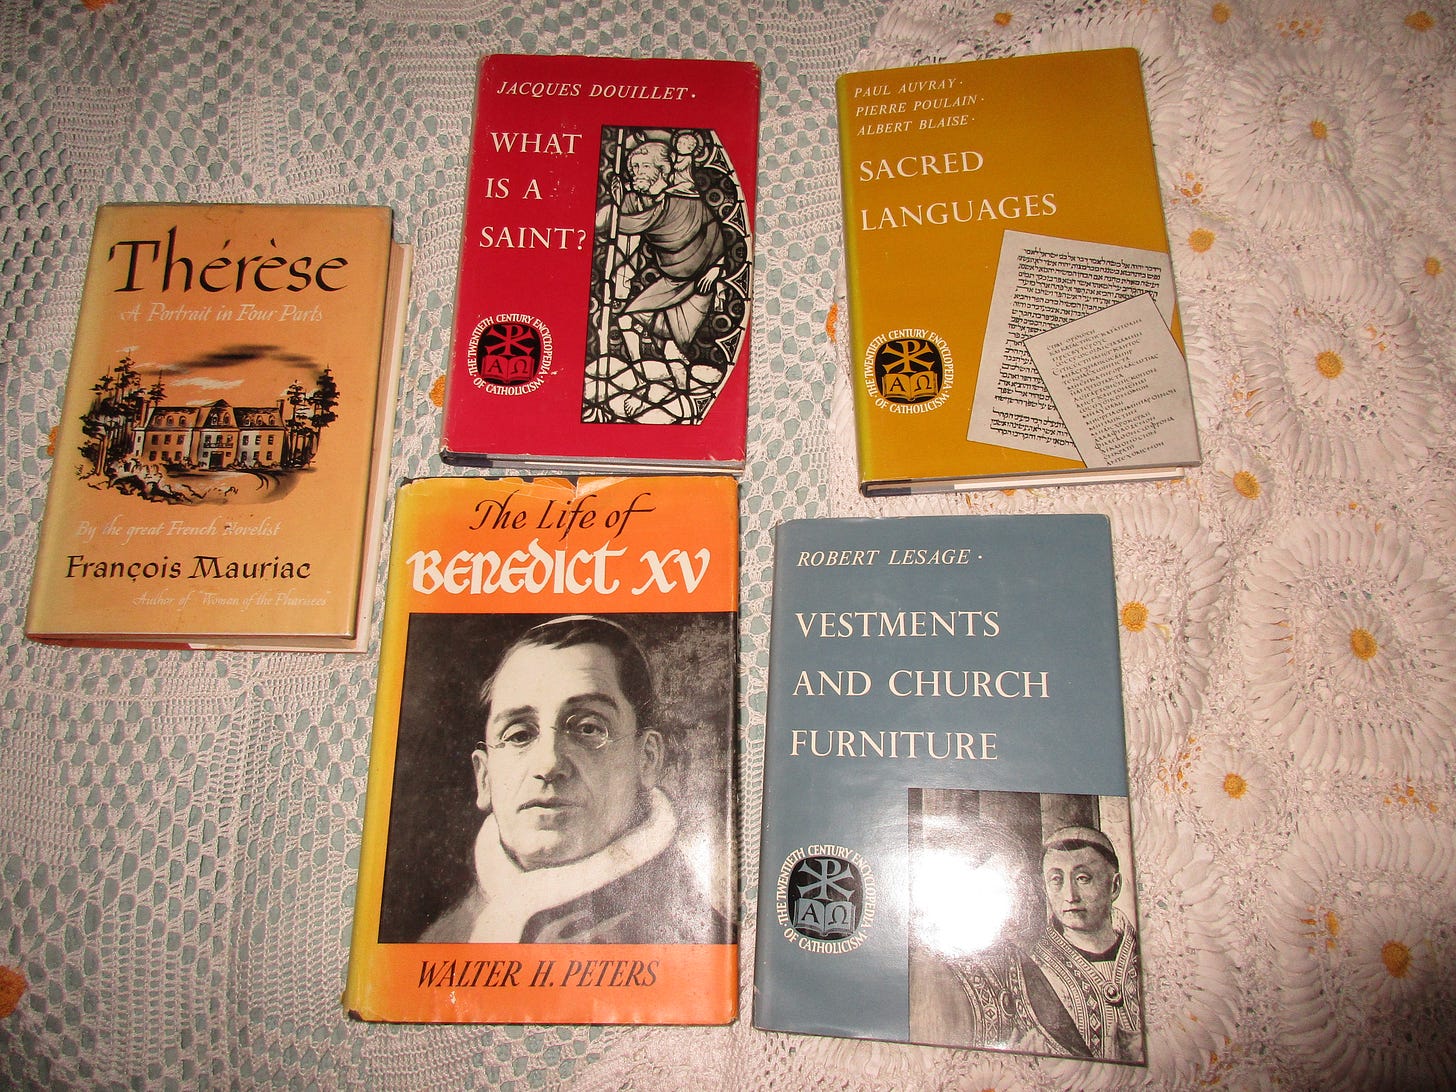 Thérèse
A Portrait in Four Parts
By the great French Novelist
François Mauriac
Author of "Woman of the Pharisees"
JACQUES DOUILLET ·
WHAT
IS A
SAINT?
· THE TWENTIETH CENTURY ENCYCLOPEDIA ·
OF CATHOLICISM
Α Ω
PAUL AUVRAY ·
PIERRE POULAIN ·
ALBERT BLAISE ·
SACRED
LANGUAGES
· THE TWENTIETH CENTURY ENCYCLOPEDIA ·
OF CATHOLICISM
Α Ω
The Life of
BENEDICT XV
WALTER H. PETERS
ROBERT LESAGE ·
VESTMENTS
AND CHURCH
FURNITURE
· THE TWENTIETH CENTURY ENCYCLOPEDIA ·
OF CATHOLICISM
Α Ω